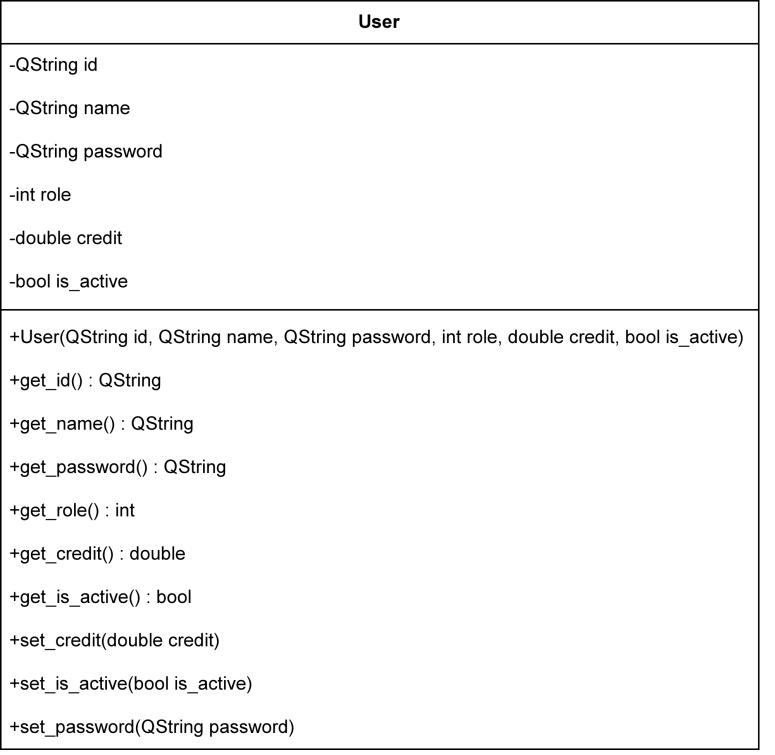 User
-QString id
-QString name
-QString password
-int role
-double credit
-bool is_active
+User(QString id, QString name, QString password, int role, double credit, bool is_active)
+get_id() : QString
+get_name() : QString
+get_password() : QString
+get_role() : int
+get_credit() : double
+get_is_active() : bool
+set_credit(double credit)
+set_is_active(bool is_active)
+set_password(QString password)